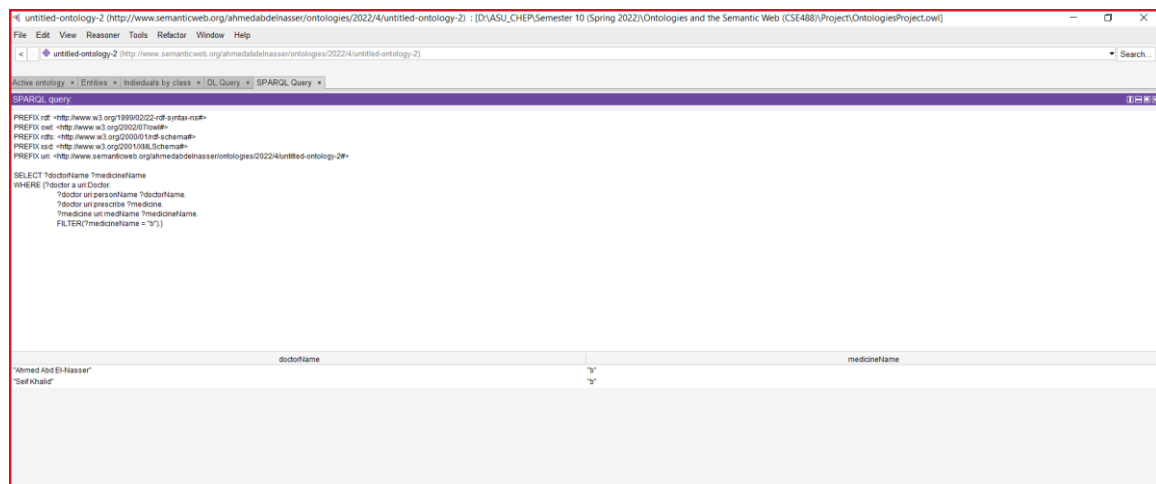 untitled-ontology-2 (http://www.semanticweb.org/ahmedabdelnasser/ontologies/2022/4/untitled-ontology-2) : [D:\ASU_CHEP\Semester 10 (Spring 2022)\Ontologies and the Semantic Web (CSE488)\Project\OntologiesProject.owl]
File Edit View Reasoner Tools Refactor Window Help
< > untitled-ontology-2 (http://www.semanticweb.org/ahmedabdelnasser/ontologies/2022/4/untitled-ontology-2) Search...
Active ontology × Entities × Individuals by class × DL Query × SPARQL Query ×
SPARQL query:
PREFIX rdf: <http://www.w3.org/1999/02/22-rdf-syntax-ns#>
PREFIX owl: <http://www.w3.org/2002/07/owl#>
PREFIX rdfs: <http://www.w3.org/2000/01/rdf-schema#>
PREFIX xsd: <http://www.w3.org/2001/XMLSchema#>
PREFIX uri: <http://www.semanticweb.org/ahmedabdelnasser/ontologies/2022/4/untitled-ontology-2#>
SELECT ?doctorName ?medicineName
WHERE {?doctor a uri:Doctor.
?doctor uri:personName ?doctorName.
?doctor uri:prescribe ?medicine.
?medicine uri:medName ?medicineName.
FILTER(?medicineName = "b").}
doctorName medicineName
"Ahmed Abd El-Nasser" "b"
"Seif Khalid" "b"